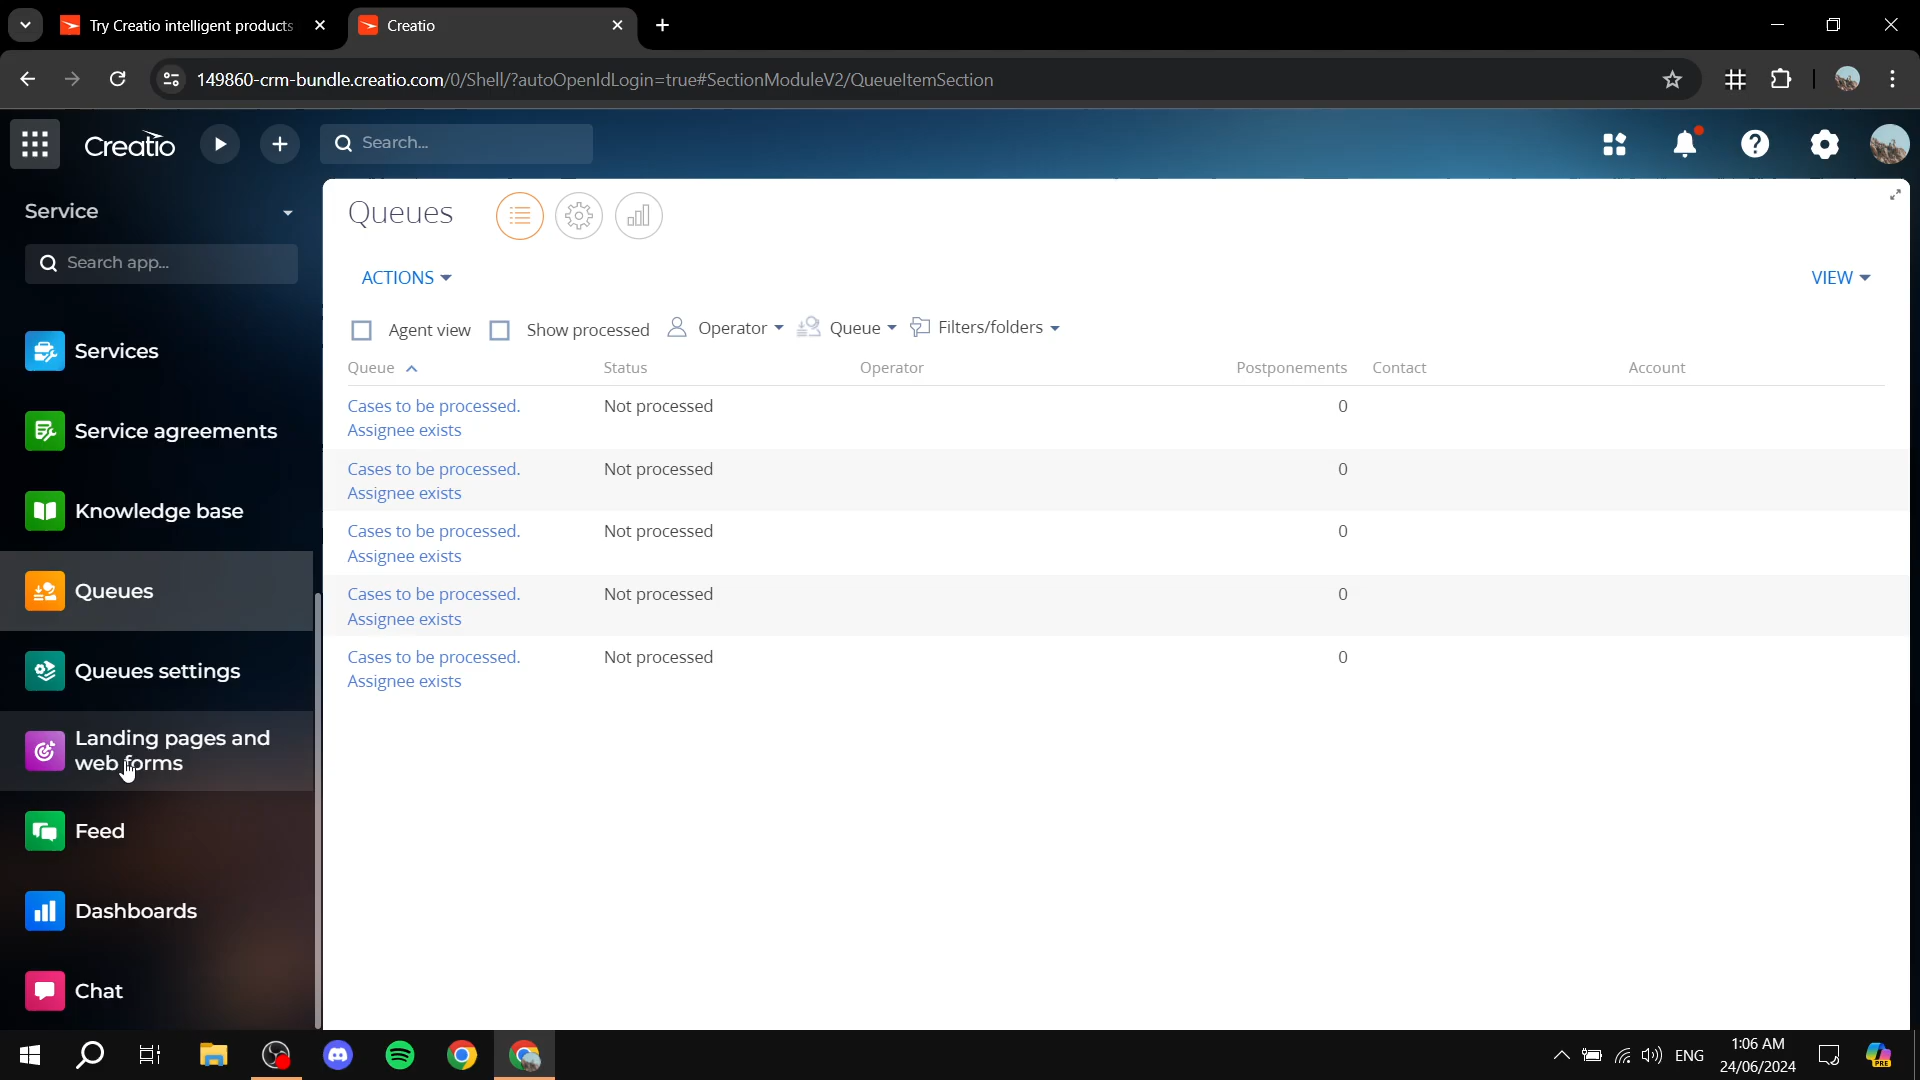 Try Creatio intelligent products
Creatio
149860-crm-bundle.creatio.com/0/Shell/?autoOpenIdLogin=true#SectionModuleV2/QueueItemSection
Creatio
Search...
Service
Search app...
Services
Service agreements
Knowledge base
Queues
Queues settings
Landing pages and
web forms
Feed
Dashboards
Chat
Queues
ACTIONS
VIEW
Agent view
Show processed
Operator
Queue
Filters/folders
Queue Status Operator Postponements Contact Account
Cases to be processed. Not processed 0
Assignee exists
Cases to be processed. Not processed 0
Assignee exists
Cases to be processed. Not processed 0
Assignee exists
Cases to be processed. Not processed 0
Assignee exists
Cases to be processed. Not processed 0
Assignee exists
ENG
1:06 AM
24/06/2024
PRE